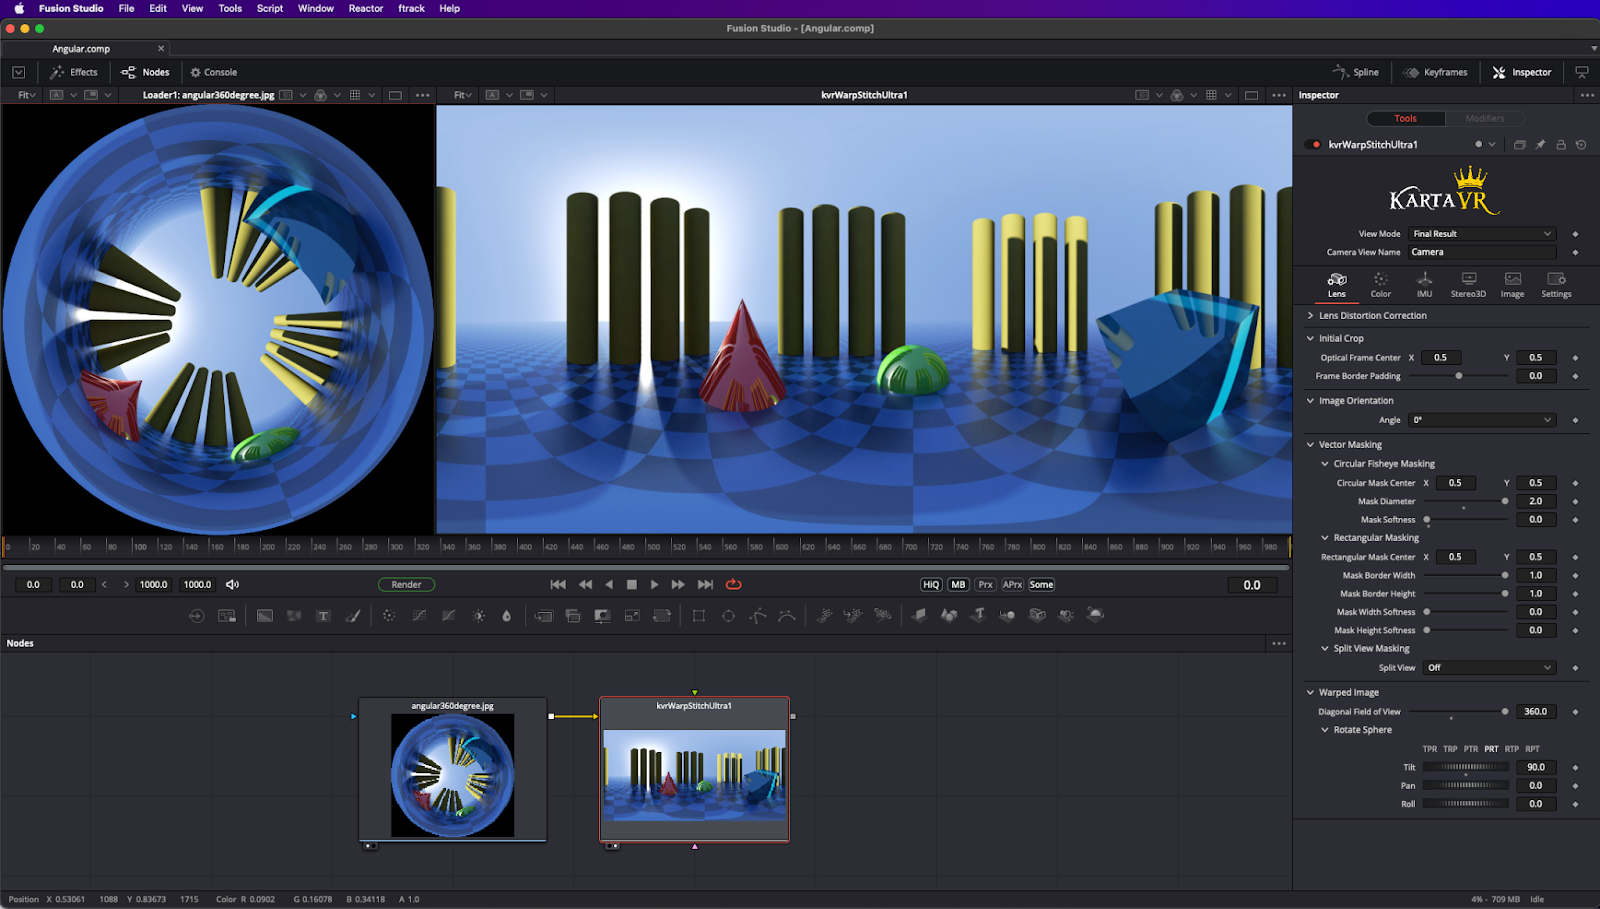 Fusion Studio File Edit View Tools Script Window Reactor ftrack Help
Fusion Studio - [Angular.comp]
Angular.comp
Effects Nodes Console Spline Keyframes Inspector
Fit Loader1: angular360degree.jpg Fit kvrWarpStitchUltra1 Inspector
Tools Modifiers
kvrWarpStitchUltra1
KARTAVR
View Mode Final Result
Camera View Name Camera
Lens Color IMU Stereo3D Image Settings
Lens Distortion Correction
Initial Crop
Optical Frame Center X 0.5 Y 0.5
Frame Border Padding 0.0
Image Orientation
Angle 0°
Vector Masking
Circular Fisheye Masking
Circular Mask Center X 0.5 Y 0.5
Mask Diameter 2.0
Mask Softness 0.0
Rectangular Masking
Rectangular Mask Center X 0.5 Y 0.5
Mask Border Width 1.0
Mask Border Height 1.0
Mask Width Softness 0.0
Mask Height Softness 0.0
Split View Masking
Split View Off
Warped Image
Diagonal Field of View 360.0
Rotate Sphere
TPR TRP PTR PRT RTP RPT
Tilt 90.0
Pan 0.0
Roll 0.0
0 20 40 60 80 100 120 140 160 180 200 220 240 260 280 300 320 340 360 380 400 420 440 460 480 500 520 540 560 580 600 620 640 660 680 700 720 740 760 780 800 820 840 860 880 900 920 940 960 980
0.0 0.0 1000.0 1000.0 Render HiQ MB Prx APrx Some 0.0
Nodes
angular360degree.jpg kvrWarpStitchUltra1
Position X 0.53061 1088 Y 0.83673 1715 Color R 0.0902 G 0.16078 B 0.34118 A 1.0 4% - 709 MB Idle